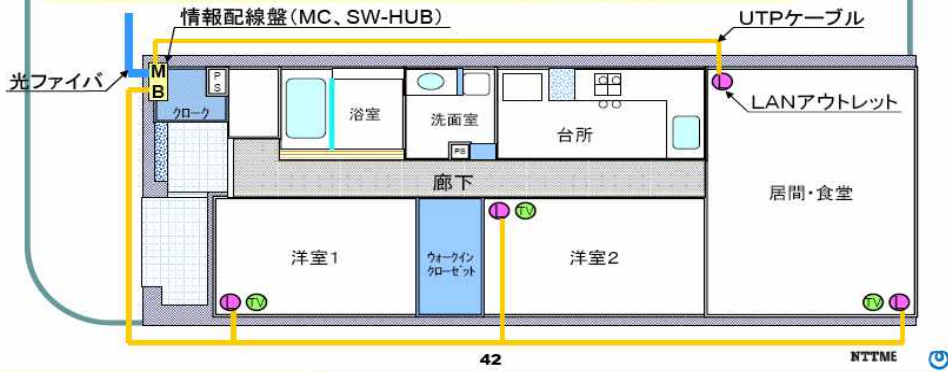 情報配線盤(MC、SW-HUB)
UTPケーブル
光ファイバ
M
B
PS
クローク
浴室
洗面室
PS
台所
L
LANアウトレット
廊下
居間・食堂
L TV
洋室1
ウォークイン
クローゼット
洋室2
L TV
TV L
42
NTTME